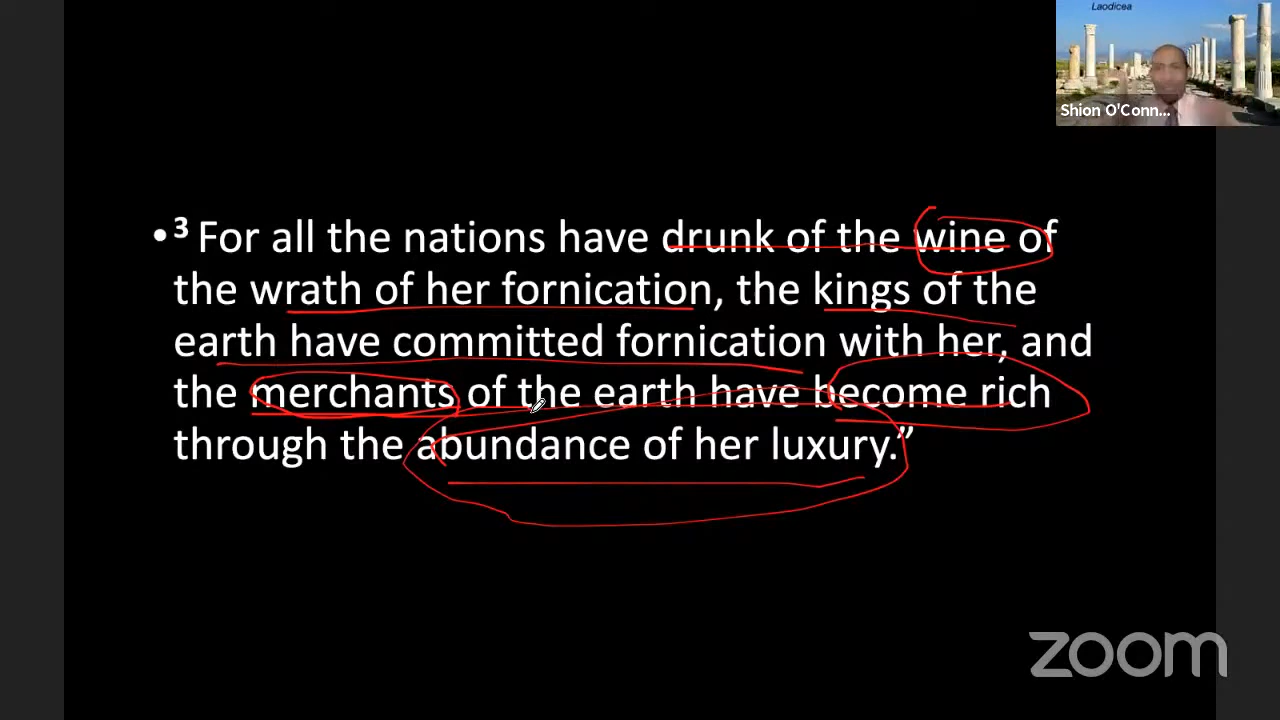 Laodicea
Shion O'Conn...
• ³ For all the nations have drunk of the wine of
the wrath of her fornication, the kings of the
earth have committed fornication with her, and
the merchants of the earth have become rich
through the abundance of her luxury.”
zoom